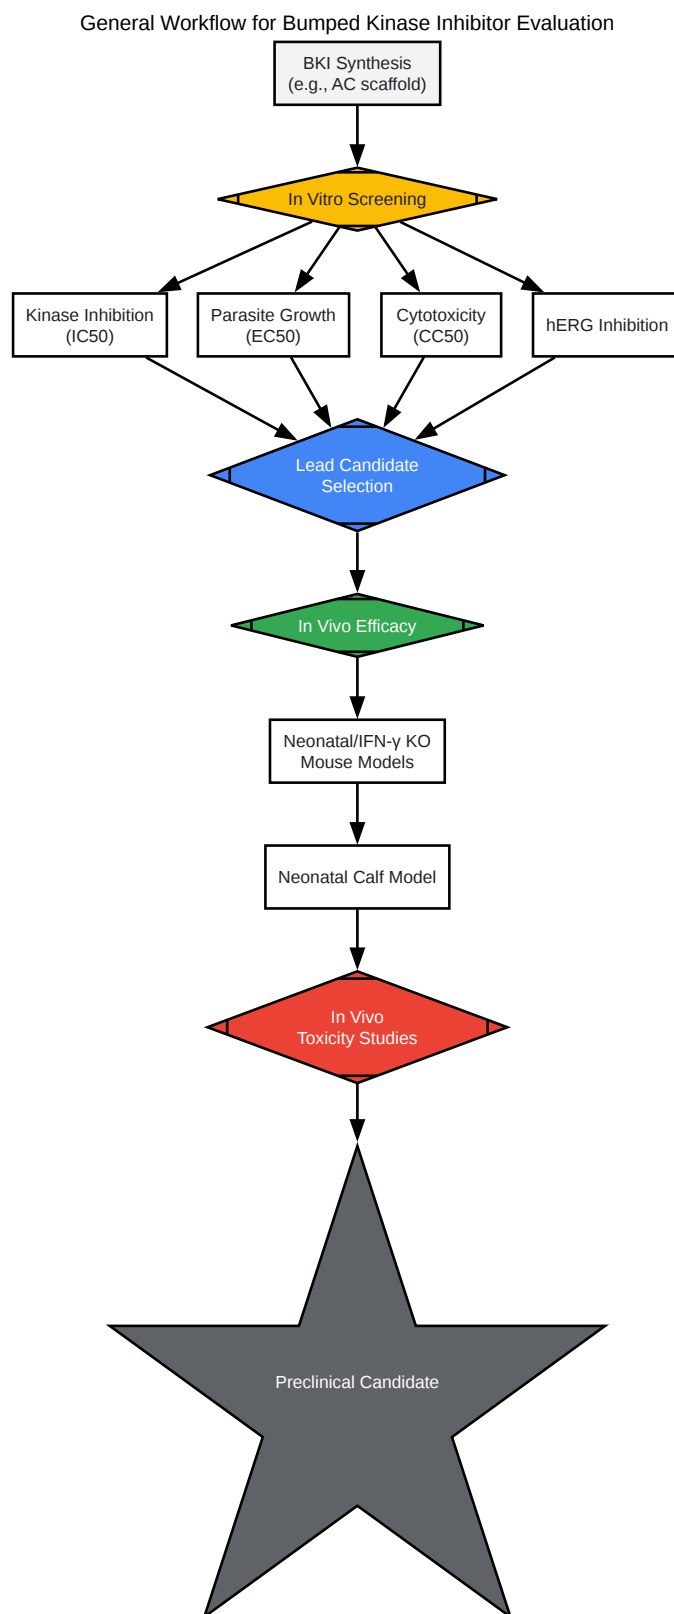 General Workflow for Bumped Kinase Inhibitor Evaluation
BKI Synthesis
(e.g., AC scaffold)
In Vitro Screening
Kinase Inhibition
(IC50)
Parasite Growth
(EC50)
Cytotoxicity
(CC50)
hERG Inhibition
Lead Candidate
Selection
In Vivo Efficacy
Neonatal/IFN-γ KO
Mouse Models
Neonatal Calf Model
In Vivo
Toxicity Studies
Preclinical Candidate